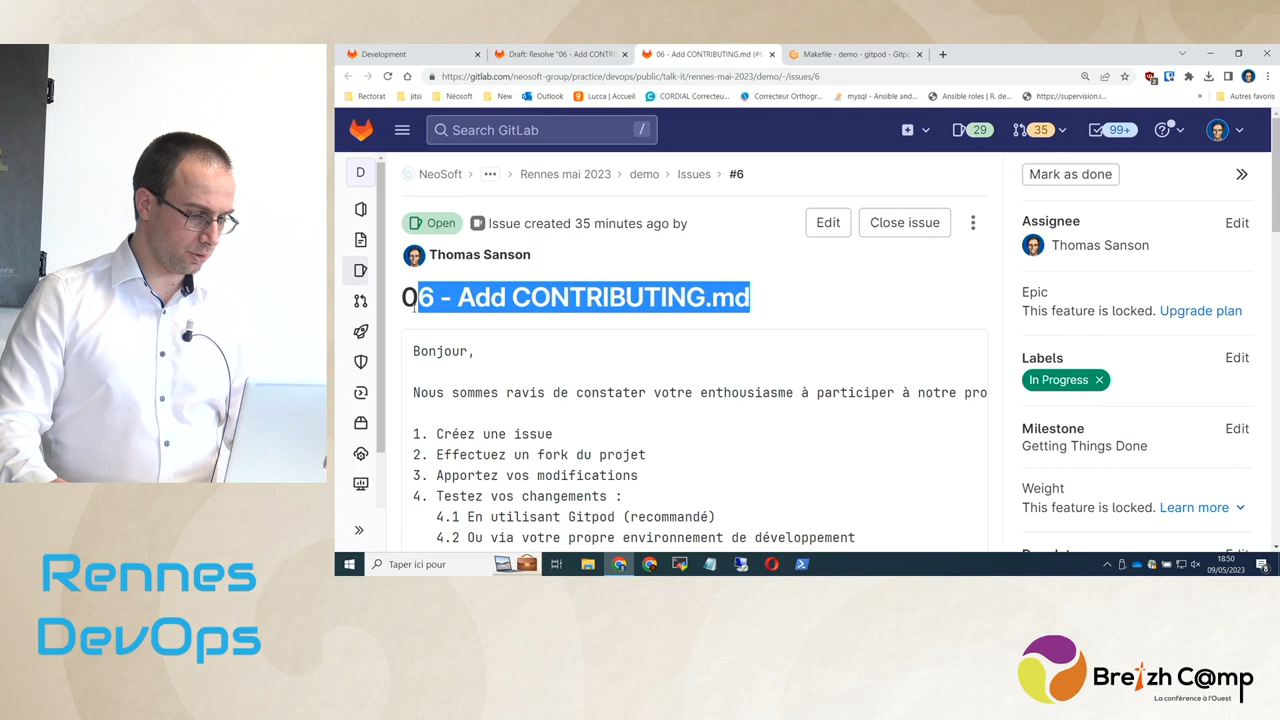 Development
Draft: Resolve "06 - Add CONTRI
06 - Add CONTRIBUTING.md (#6
Makefile - demo - gitpod - Gitpo
https://gitlab.com/neosoft-group/practice/devops/public/talk-it/rennes-mai-2023/demo/-/issues/6
Rectorat
jitsi
Néosoft
New
Outlook
Lucca | Accueil
CORDIAL Correcteu...
Correcteur Orthogr...
mysql - Ansible and...
Ansible roles | R. de...
https://supervision.i...
»
Autres favoris
Search GitLab
/
29
35
99+
D
NeoSoft > ... > Rennes mai 2023 > demo > Issues > #6
Mark as done
Open
Issue created 35 minutes ago by
Thomas Sanson
Edit
Close issue
06 - Add CONTRIBUTING.md
Bonjour,
Nous sommes ravis de constater votre enthousiasme à participer à notre pro
1. Créez une issue
2. Effectuez un fork du projet
3. Apportez vos modifications
4. Testez vos changements :
4.1 En utilisant Gitpod (recommandé)
4.2 Ou via votre propre environnement de développement
Assignee
Edit
Thomas Sanson
Epic
This feature is locked. Upgrade plan
Labels
Edit
In Progress
Milestone
Edit
Getting Things Done
Weight
This feature is locked. Learn more
Taper ici pour
18:50
09/05/2023
8
Rennes
DevOps
Breizh C@mp
La conférence à l'Ouest